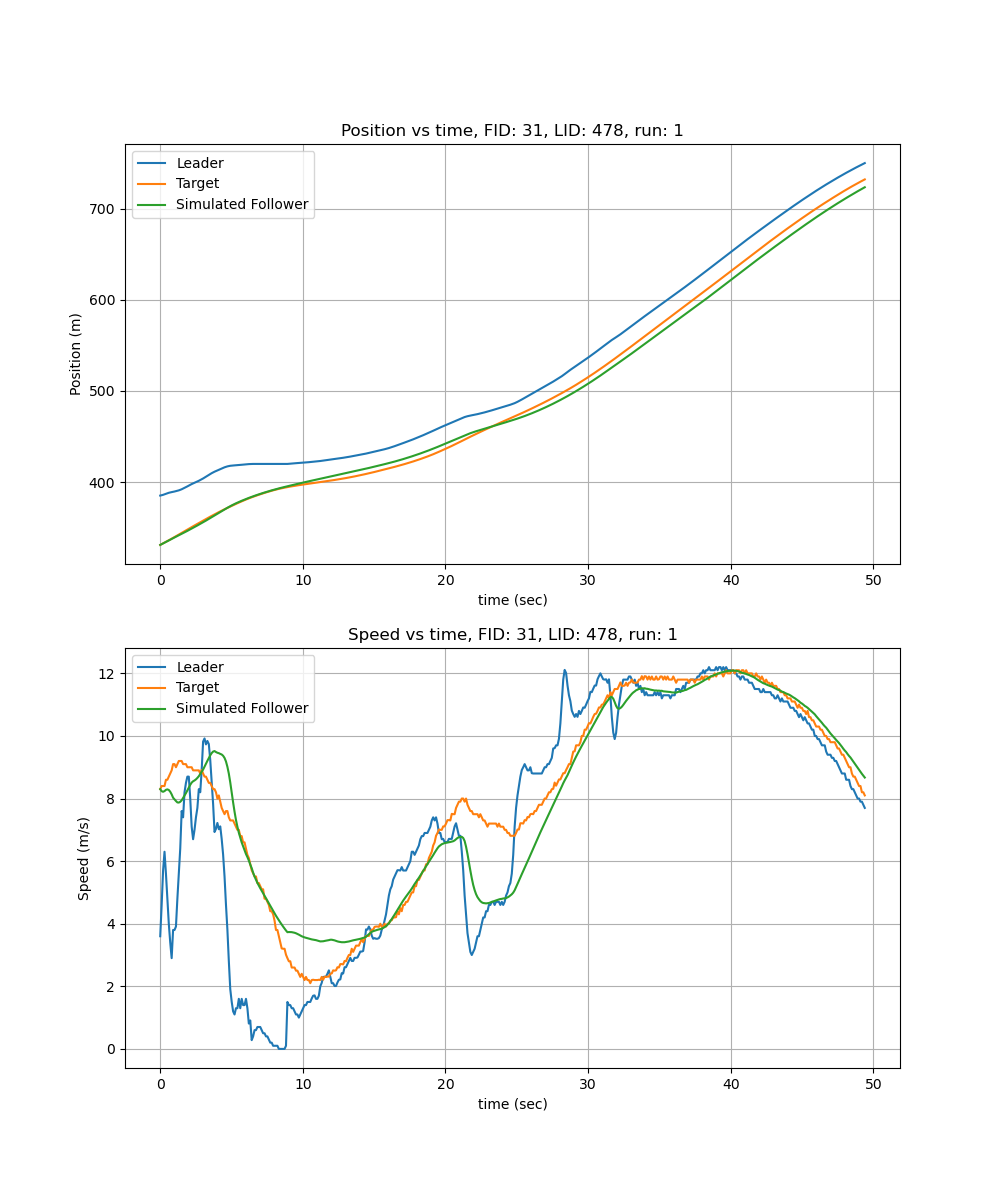 Position vs time, FID: 31, LID: 478, run: 1
Leader
Target
Simulated Follower
Position (m)
700
600
500
400
0 10 20 30 40 50
time (sec)
Speed vs time, FID: 31, LID: 478, run: 1
Leader
Target
Simulated Follower
Speed (m/s)
12
10
8
6
4
2
0
0 10 20 30 40 50
time (sec)